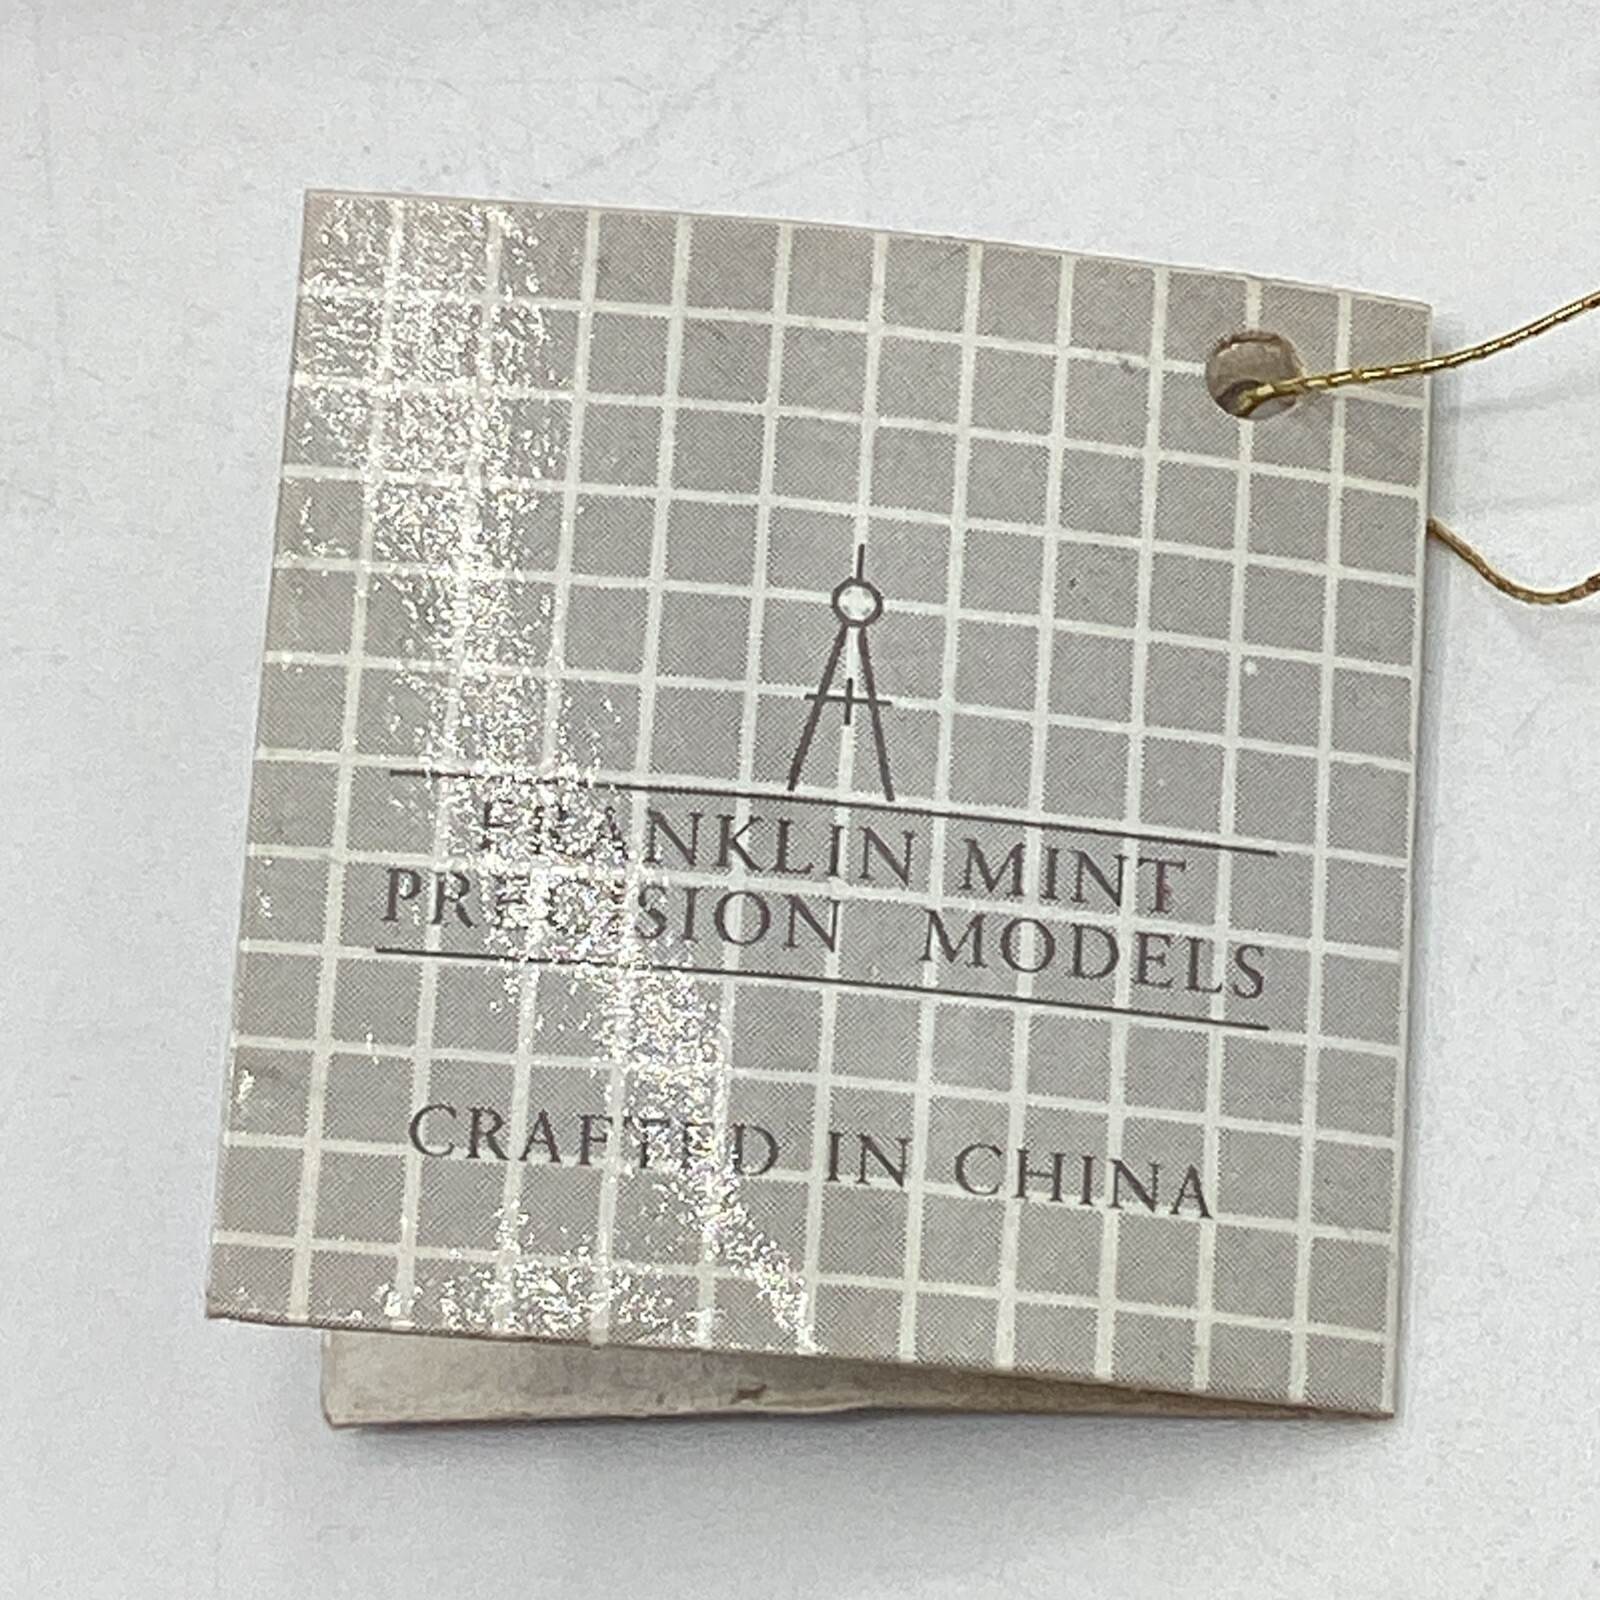 FRANKLIN MINT
PRECISION MODELS
CRAFTED IN CHINA